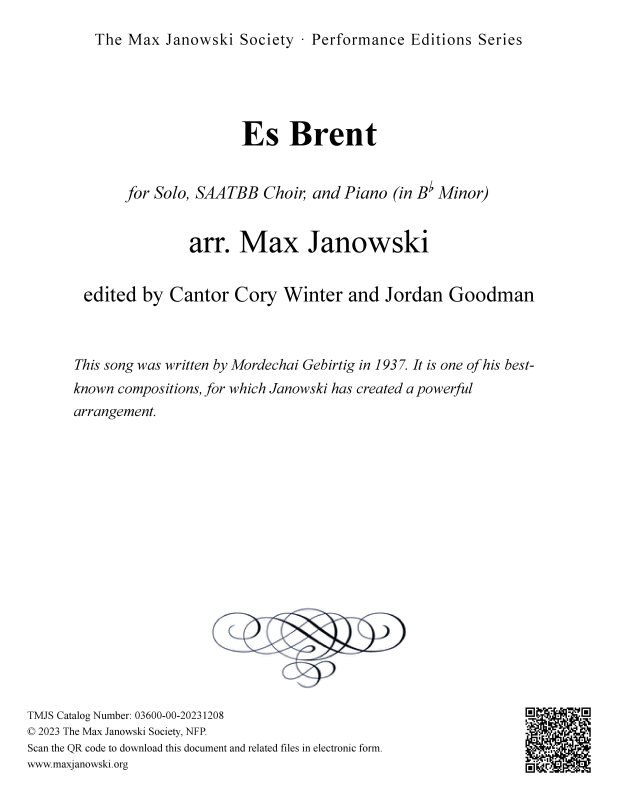 The Max Janowski Society · Performance Editions Series
Es Brent
for Solo, SAATBB Choir, and Piano (in B♭ Minor)
arr. Max Janowski
edited by Cantor Cory Winter and Jordan Goodman
This song was written by Mordechai Gebirtig in 1937. It is one of his best-
known compositions, for which Janowski has created a powerful
arrangement.
TMJS Catalog Number: 03600-00-20231208
© 2023 The Max Janowski Society, NFP.
Scan the QR code to download this document and related files in electronic form.
www.maxjanowski.org